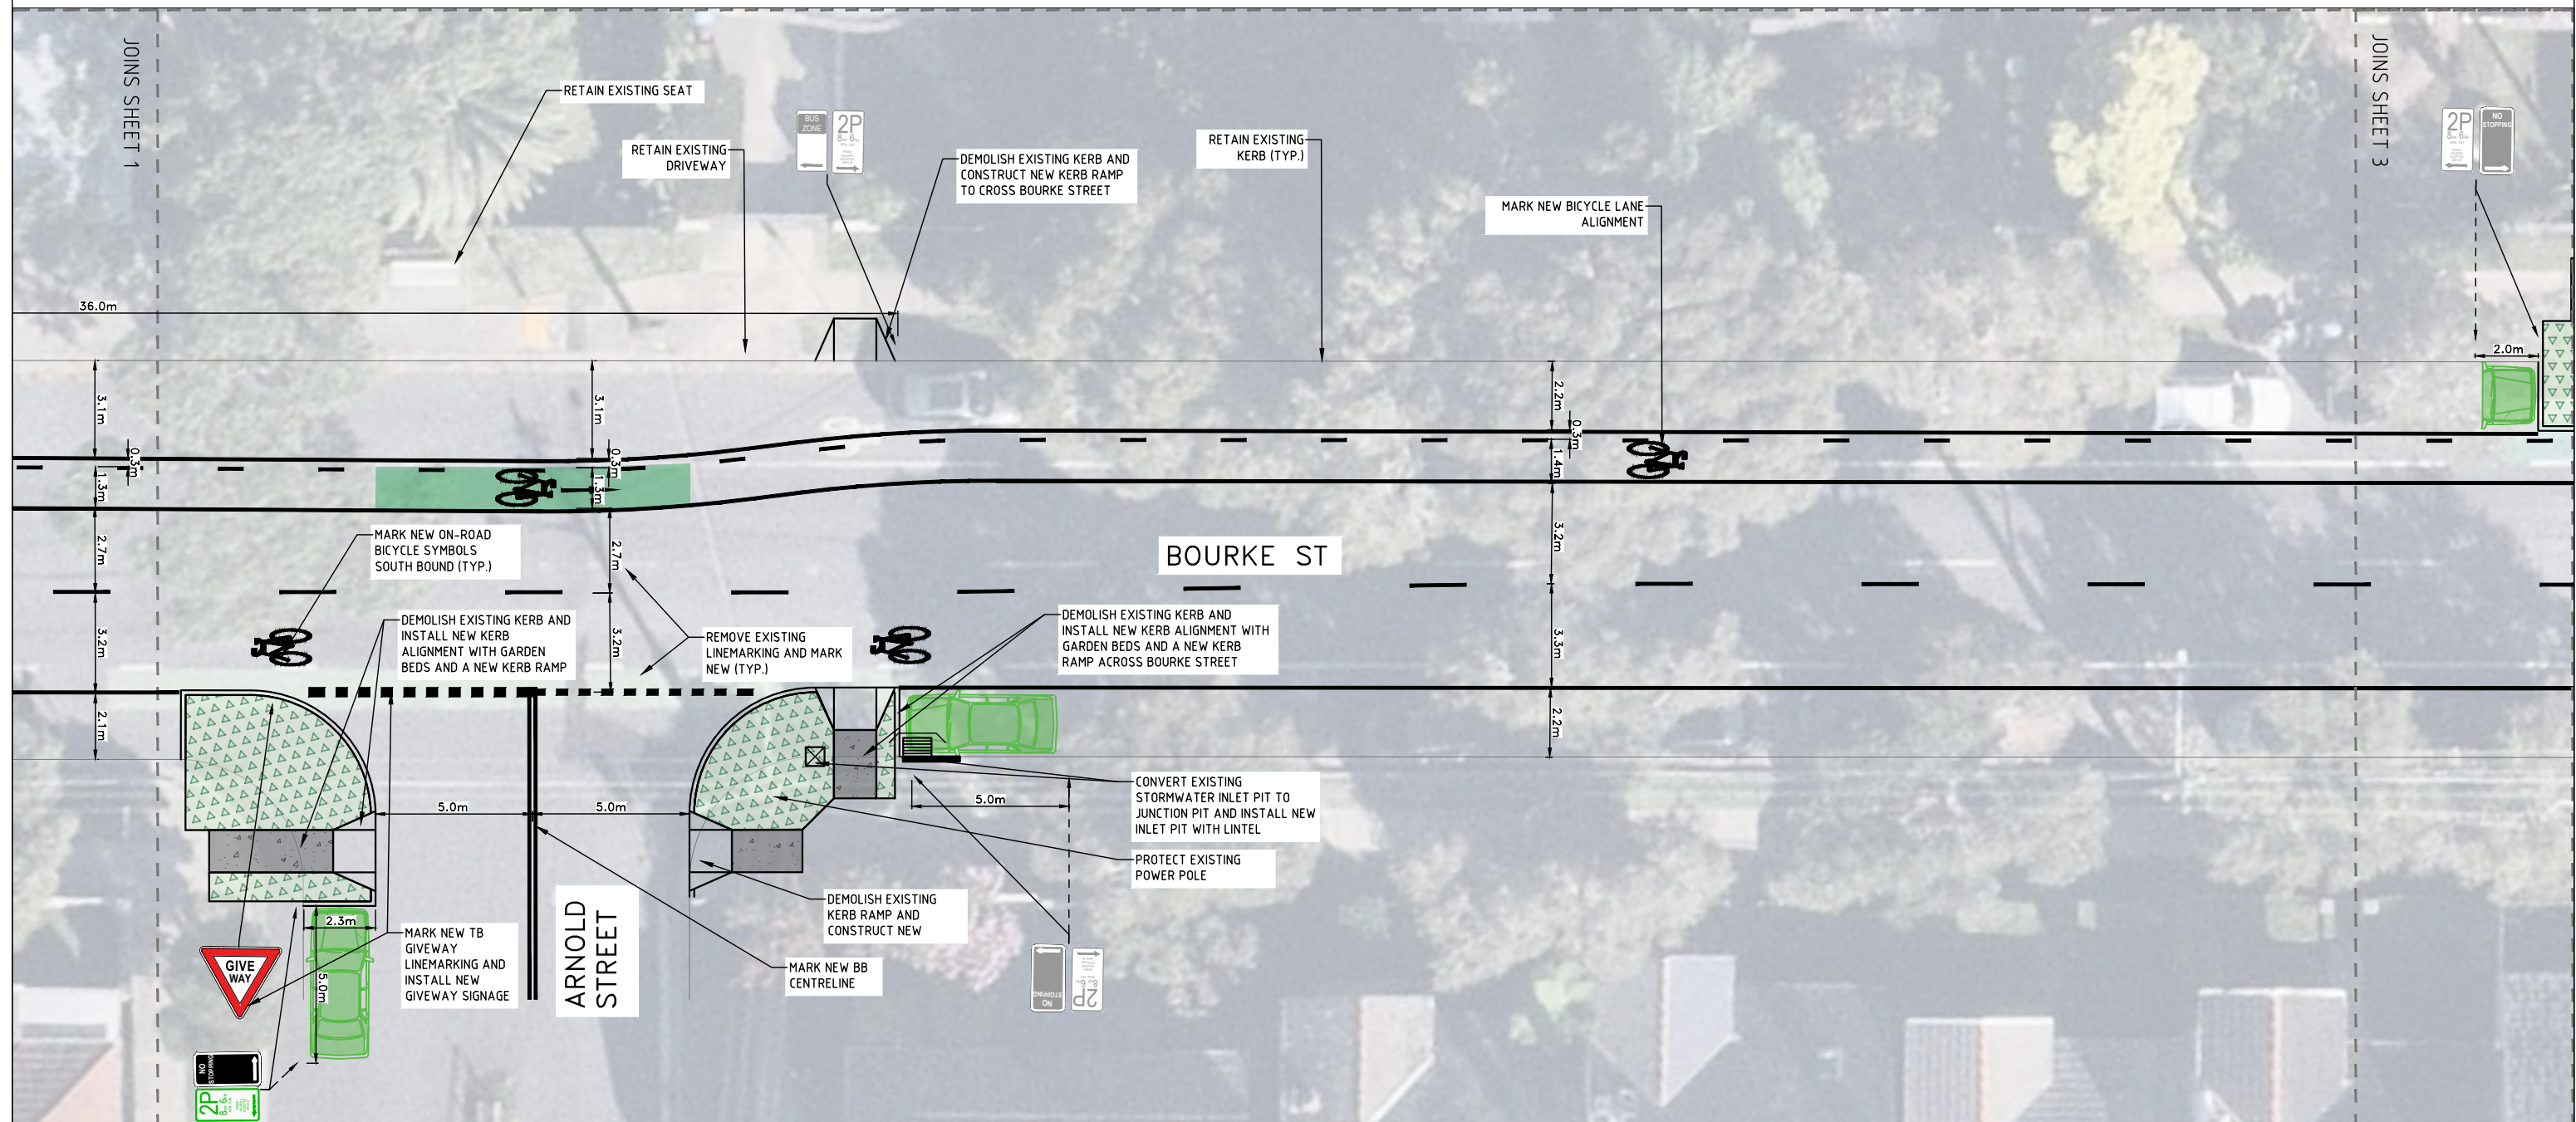 JOINS SHEET 1
RETAIN EXISTING SEAT
RETAIN EXISTING
DRIVEWAY
BUS
ZONE
2P
DEMOLISH EXISTING KERB AND
CONSTRUCT NEW KERB RAMP
TO CROSS BOURKE STREET
RETAIN EXISTING
KERB (TYP.)
MARK NEW BICYCLE LANE
ALIGNMENT
JOINS SHEET 3
2P
NO
STOPPING
36.0m
2.0m
3.1m
0.3m
1.3m
2.7m
3.2m
2.1m
3.1m
0.3m
1.3m
2.7m
3.2m
2.2m
0.3m
1.4m
3.2m
3.3m
2.2m
MARK NEW ON-ROAD
BICYCLE SYMBOLS
SOUTH BOUND (TYP.)
BOURKE ST
DEMOLISH EXISTING KERB AND
INSTALL NEW KERB
ALIGNMENT WITH GARDEN
BEDS AND A NEW KERB RAMP
REMOVE EXISTING
LINEMARKING AND MARK
NEW (TYP.)
DEMOLISH EXISTING KERB AND
INSTALL NEW KERB ALIGNMENT WITH
GARDEN BEDS AND A NEW KERB
RAMP ACROSS BOURKE STREET
5.0m
5.0m
5.0m
CONVERT EXISTING
STORMWATER INLET PIT TO
JUNCTION PIT AND INSTALL NEW
INLET PIT WITH LINTEL
PROTECT EXISTING
POWER POLE
DEMOLISH EXISTING
KERB RAMP AND
CONSTRUCT NEW
2.3m
5.0m
MARK NEW TB
GIVEWAY
LINEMARKING AND
INSTALL NEW
GIVEWAY SIGNAGE
ARNOLD
STREET
MARK NEW BB
CENTRELINE
GIVE
WAY
NO
STOPPING
2P
NO
STOPPING
2P